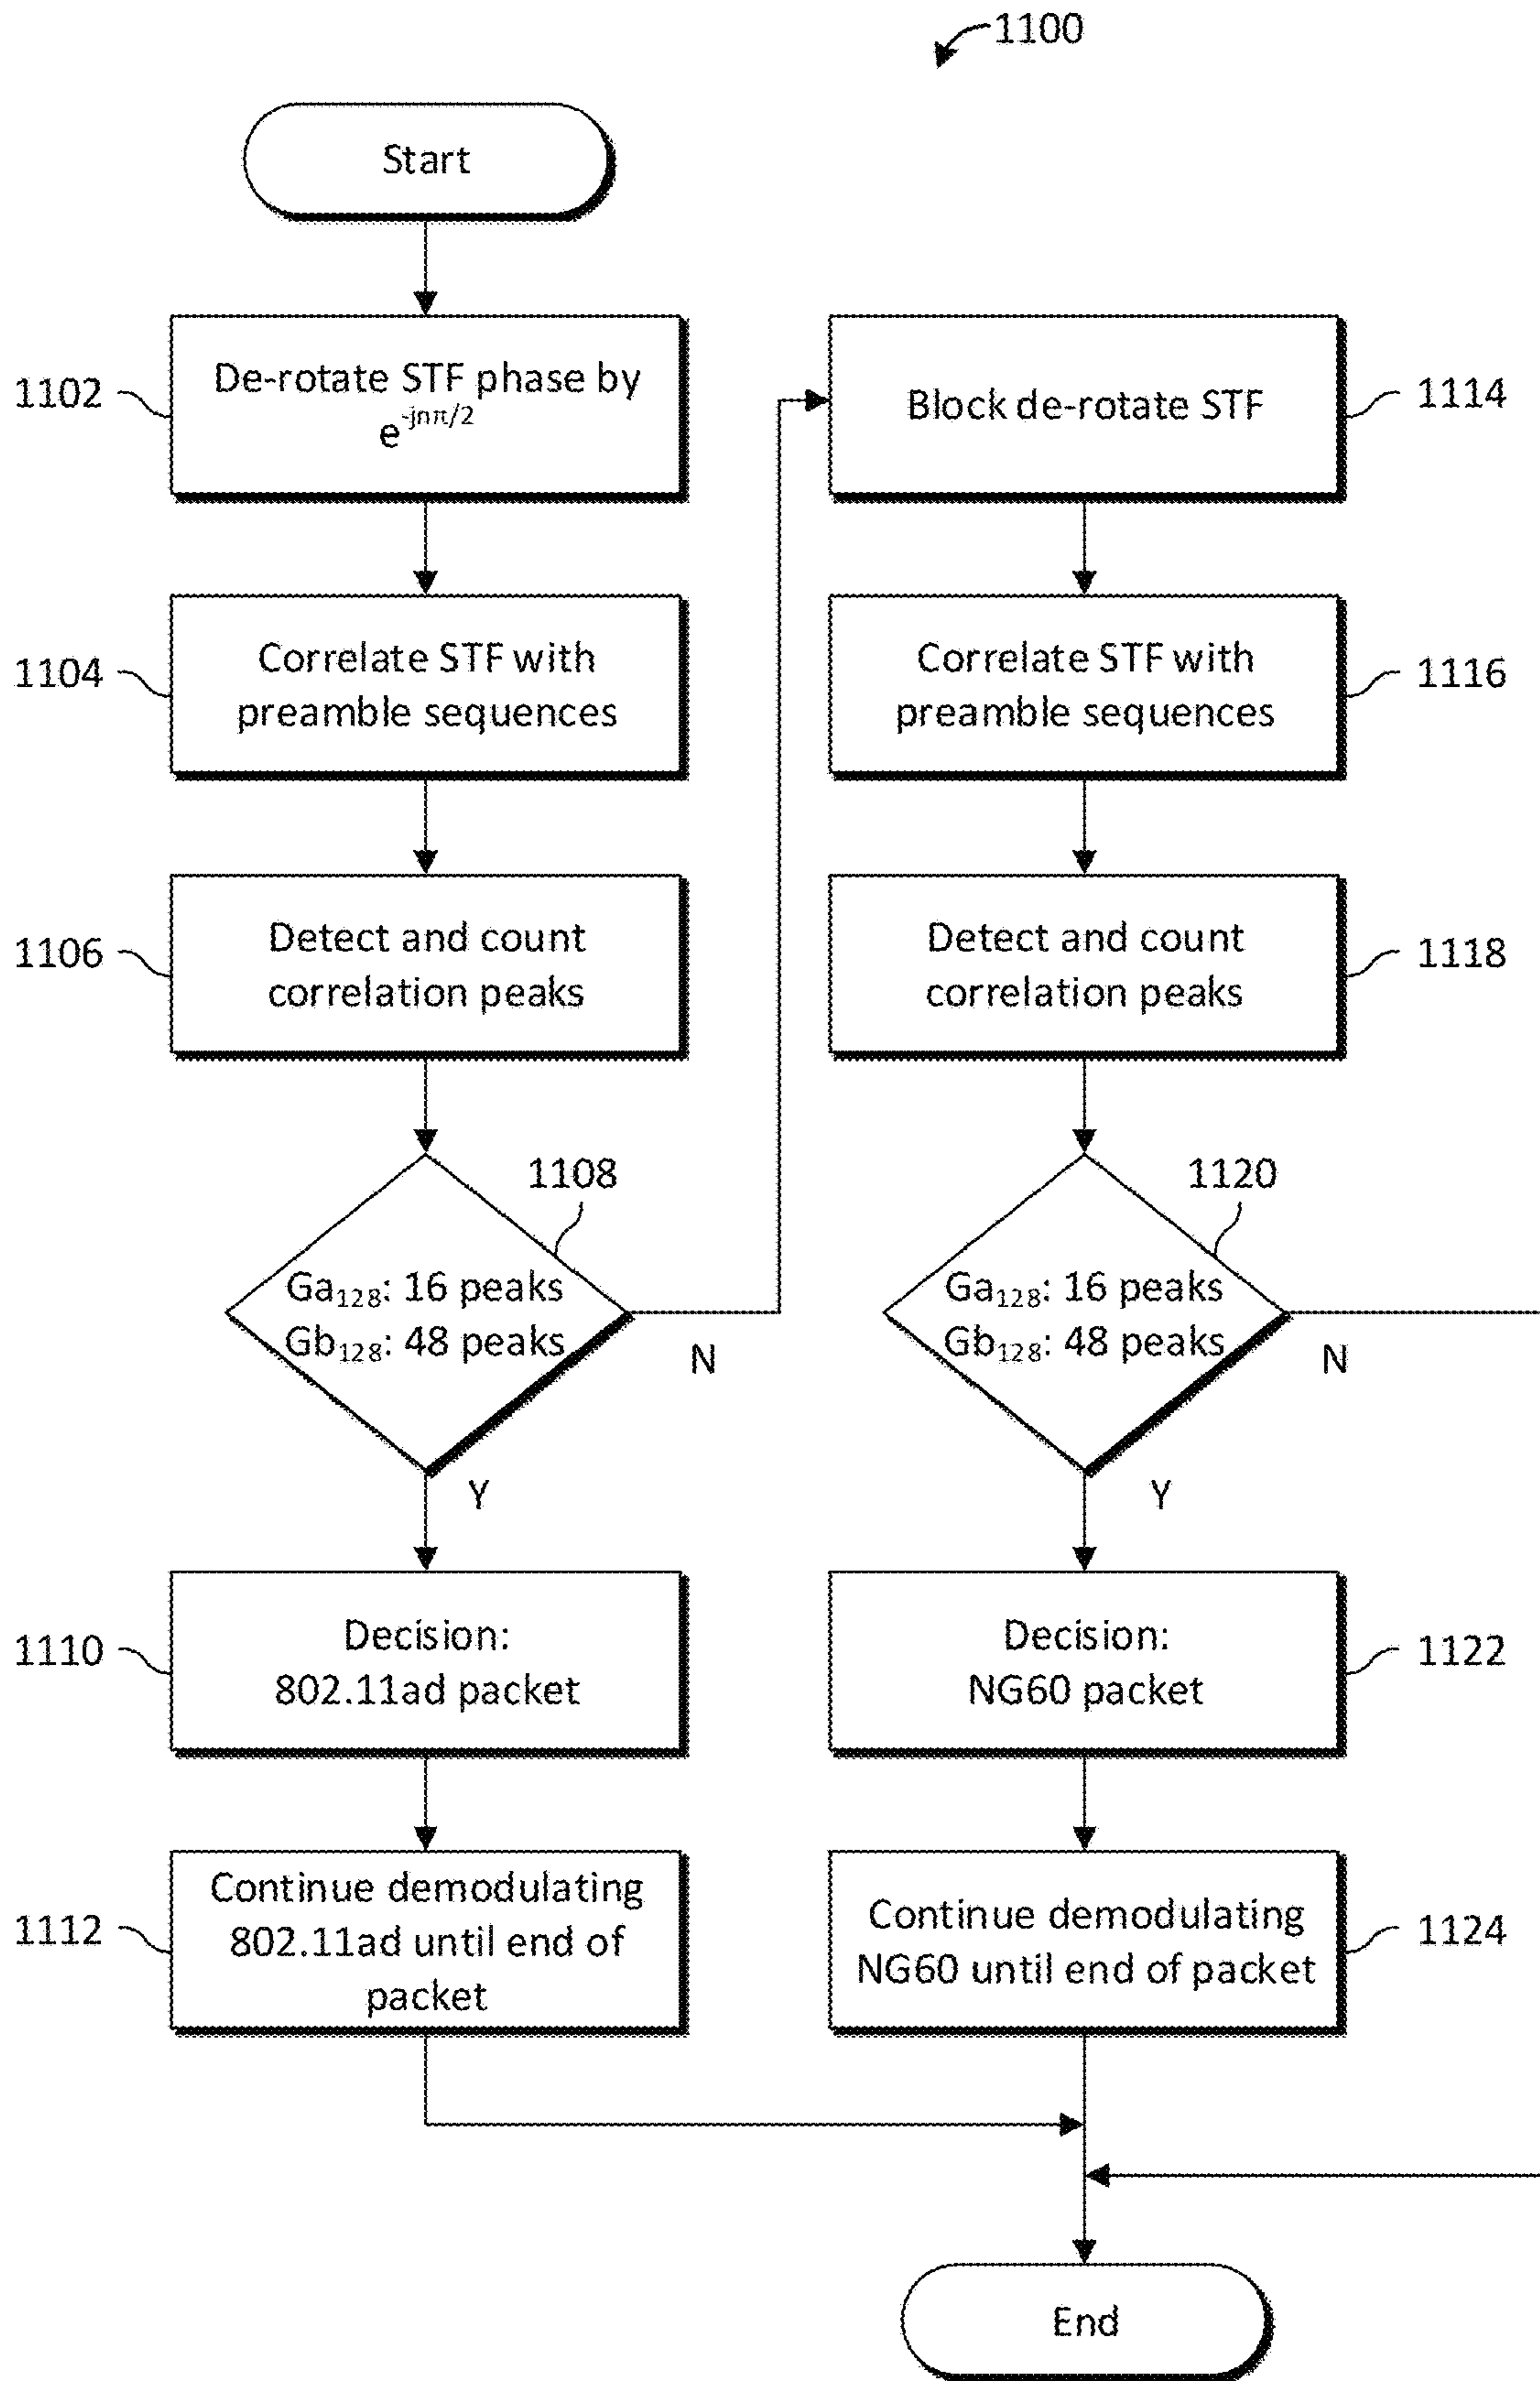 1100
Start
1102
De-rotate STF phase by
e^-jnπ/2
1104
Correlate STF with
preamble sequences
1106
Detect and count
correlation peaks
1108
Ga₁₂₈: 16 peaks
Gb₁₂₈: 48 peaks
N
Y
1110
Decision:
802.11ad packet
1112
Continue demodulating
802.11ad until end of
packet
Block de-rotate STF
1114
Correlate STF with
preamble sequences
1116
Detect and count
correlation peaks
1118
1120
Ga₁₂₈: 16 peaks
Gb₁₂₈: 48 peaks
N
Y
Decision:
NG60 packet
1122
Continue demodulating
NG60 until end of packet
1124
End